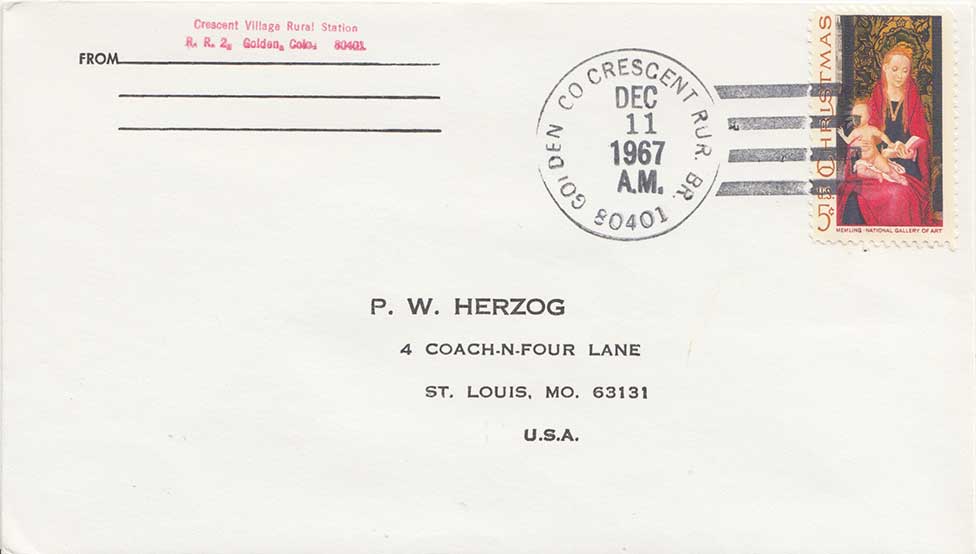 Crescent Village Rural Station
R. R. 2, Golden, Colo. 80401
FROM
GOLDEN CO CRESCENT RUR. BR.
DEC
11
1967
A.M.
80401
CHRISTMAS
U.S.
5c
MEMLING: NATIONAL GALLERY OF ART
P. W. HERZOG
4 COACH-N-FOUR LANE
ST. LOUIS, MO. 63131
U.S.A.